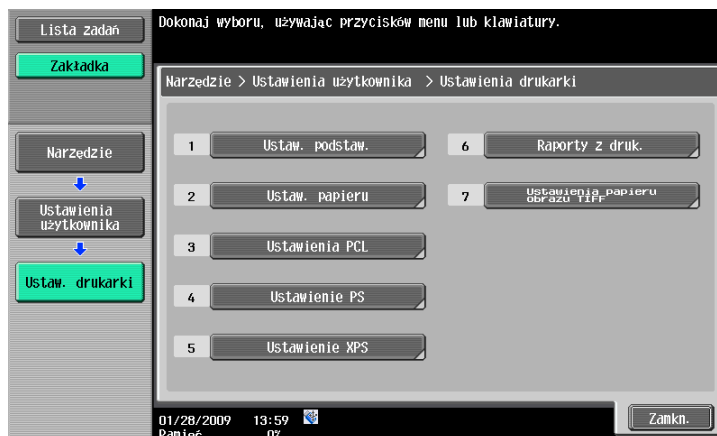 Lista zadań
Dokonaj wyboru, używając przycisków menu lub klawiatury.
Zakładka
Narzędzie > Ustawienia użytkownika > Ustawienia drukarki
Narzędzie
Ustawienia
użytkownika
Ustaw. drukarki
1 Ustaw. podstaw.
2 Ustaw. papieru
3 Ustawienia PCL
4 Ustawienie PS
5 Ustawienie XPS
6 Raporty z druk.
7 Ustawienia papieru
obrazu TIFF
01/28/2009 13:59
Pamięć 0%
Zamkn.